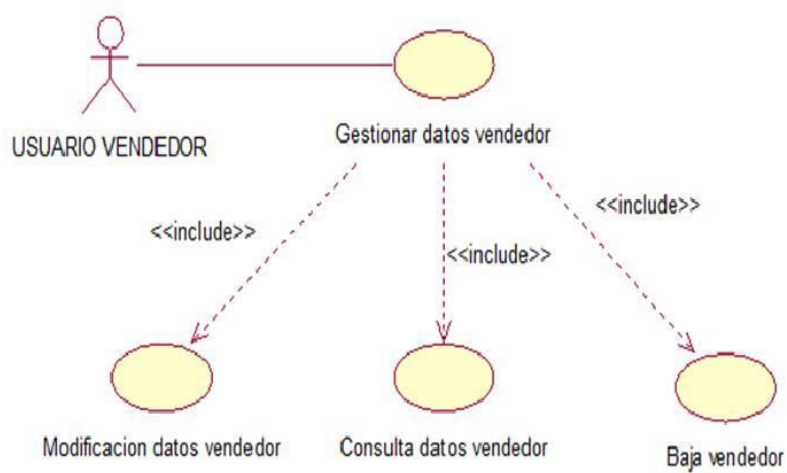 USUARIO VENDEDOR
Gestionar datos vendedor
<<include>>
<<include>>
<<include>>
Modificacion datos vendedor
Consulta datos vendedor
Baja vendedor